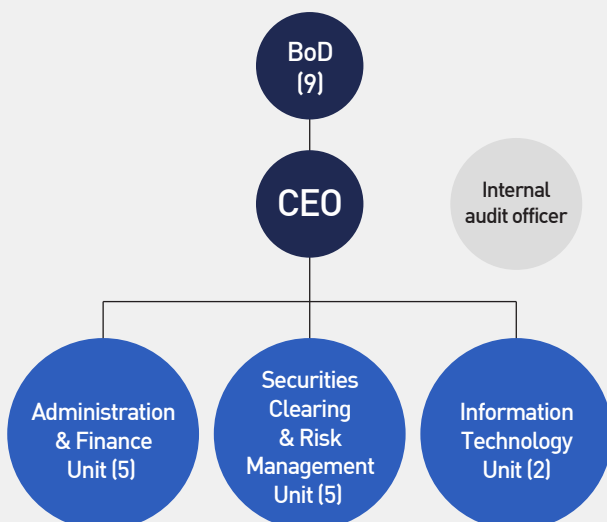 BoD
(9)
CEO
Internal
audit officer
Administration
& Finance
Unit (5)
Securities
Clearing
& Risk
Management
Unit (5)
Information
Technology
Unit (2)